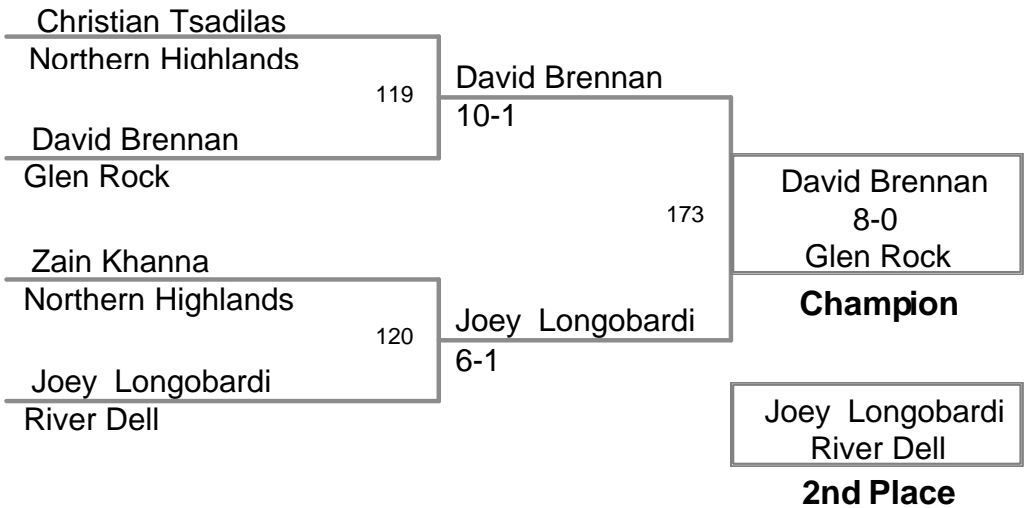 Christian Tsadilas
Northern Highlands
119
David Brennan
Glen Rock
David Brennan
10-1
Zain Khanna
Northern Highlands
120
Joey Longobardi
River Dell
Joey Longobardi
6-1
173
David Brennan
8-0
Glen Rock
Champion
Joey Longobardi
River Dell
2nd Place